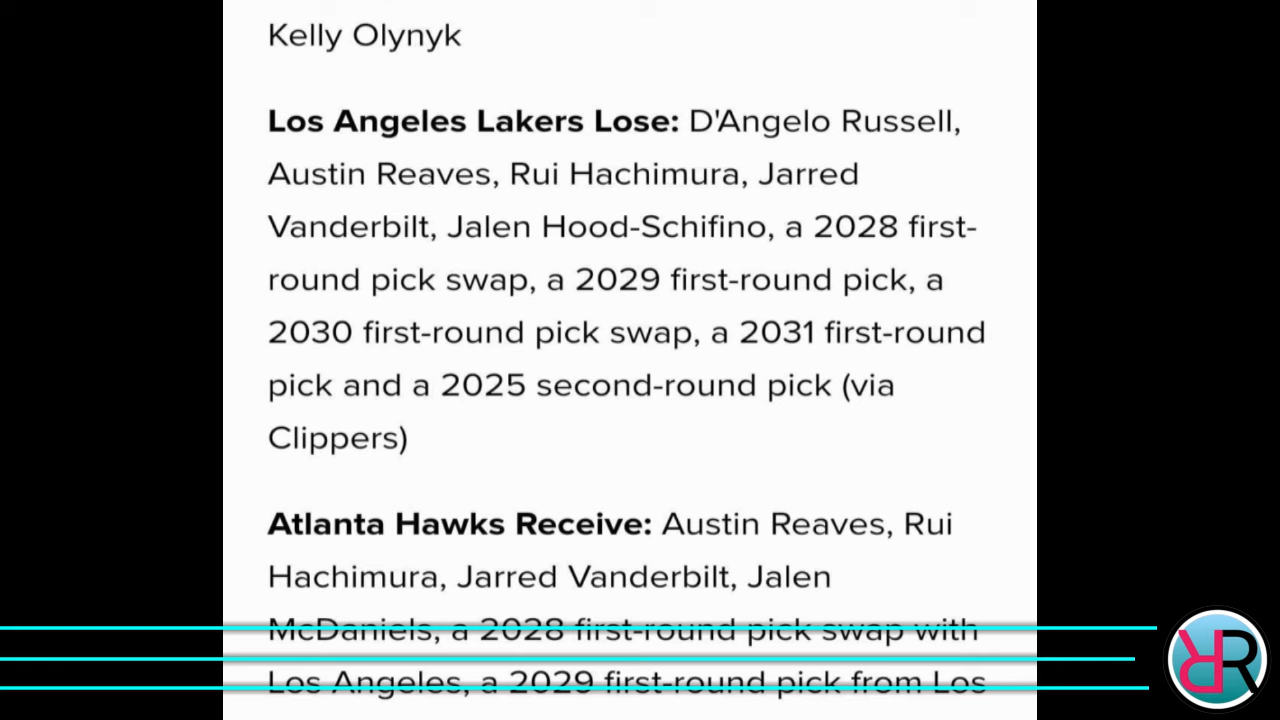 Kelly Olynyk
Los Angeles Lakers Lose: D'Angelo Russell,
Austin Reaves, Rui Hachimura, Jarred
Vanderbilt, Jalen Hood-Schifino, a 2028 first-
round pick swap, a 2029 first-round pick, a
2030 first-round pick swap, a 2031 first-round
pick and a 2025 second-round pick (via
Clippers)
Atlanta Hawks Receive: Austin Reaves, Rui
Hachimura, Jarred Vanderbilt, Jalen
McDaniels, a 2028 first-round pick swap with
Los Angeles, a 2029 first-round pick from Los
RR